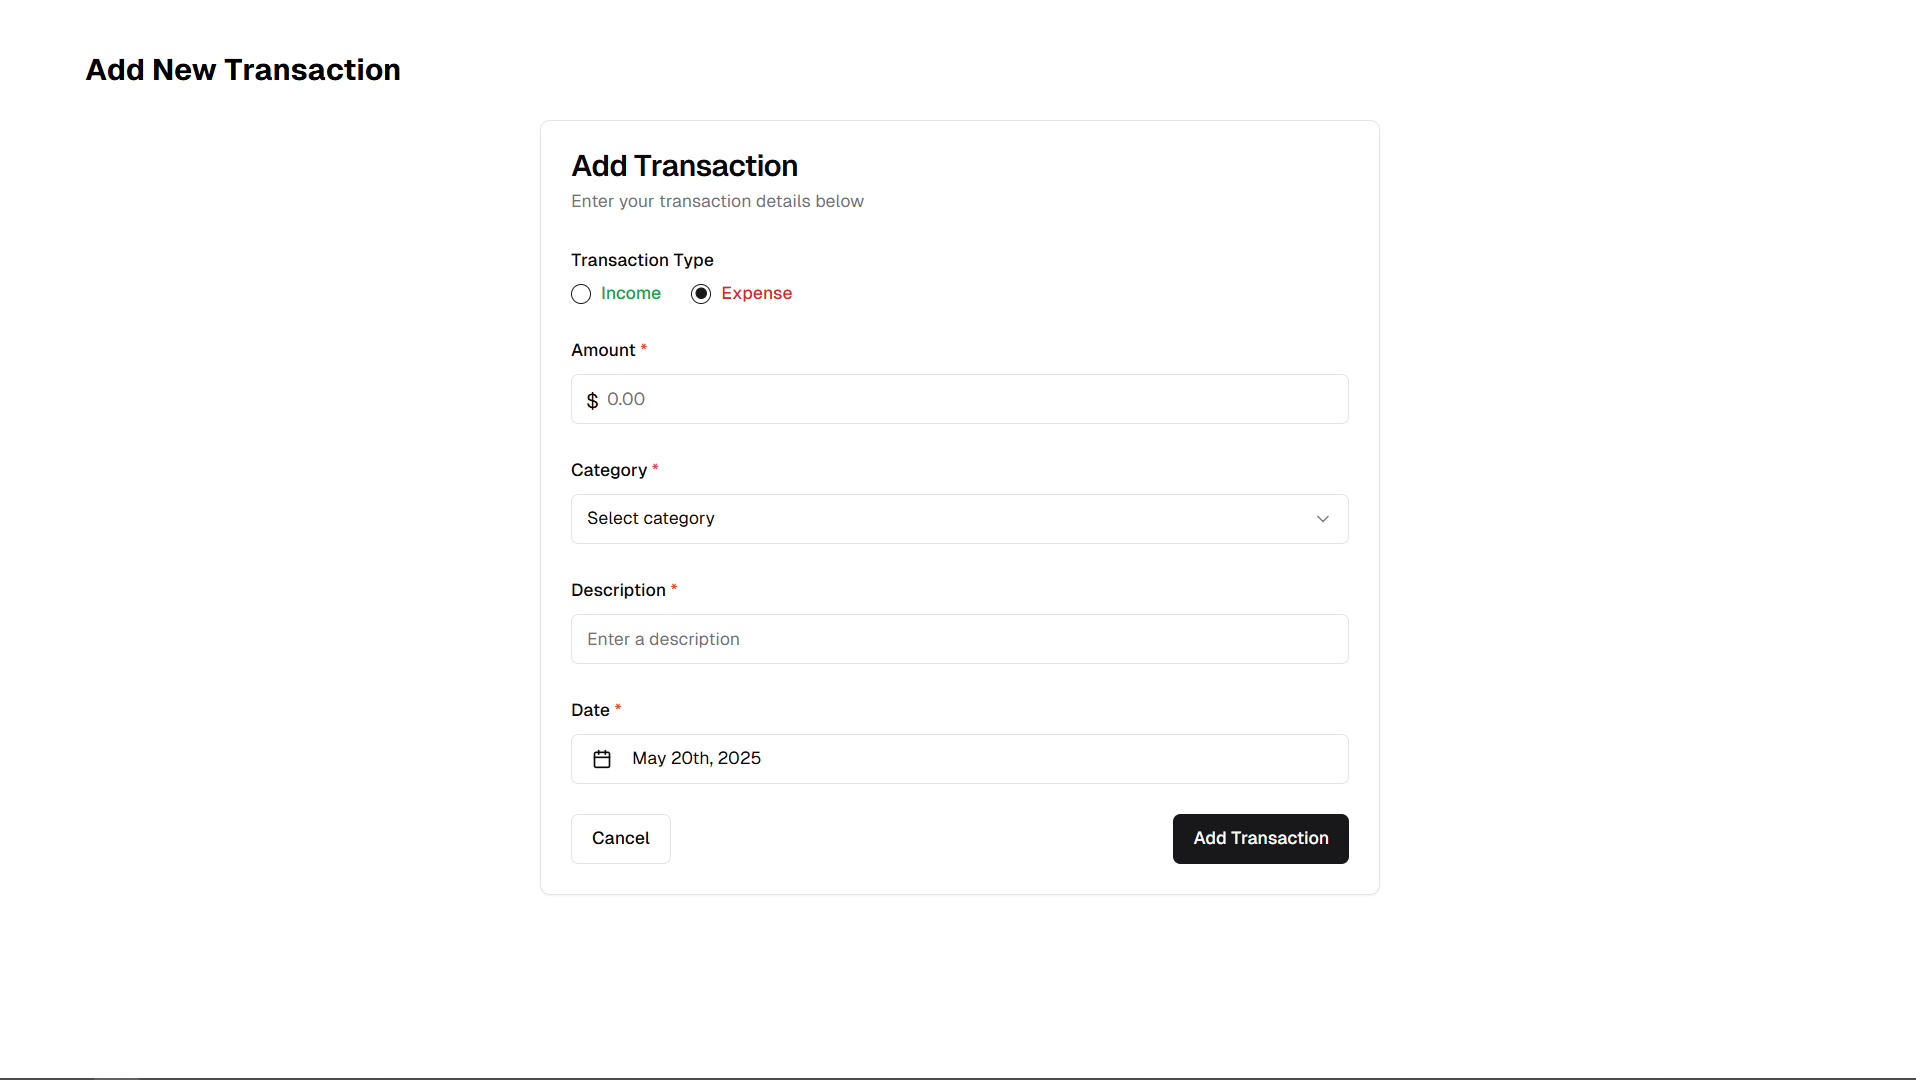 Add New Transaction
Add Transaction
Enter your transaction details below
Transaction Type
Income Expense
Amount *
$ 0.00
Category *
Select category
Description *
Enter a description
Date *
May 20th, 2025
Cancel Add Transaction